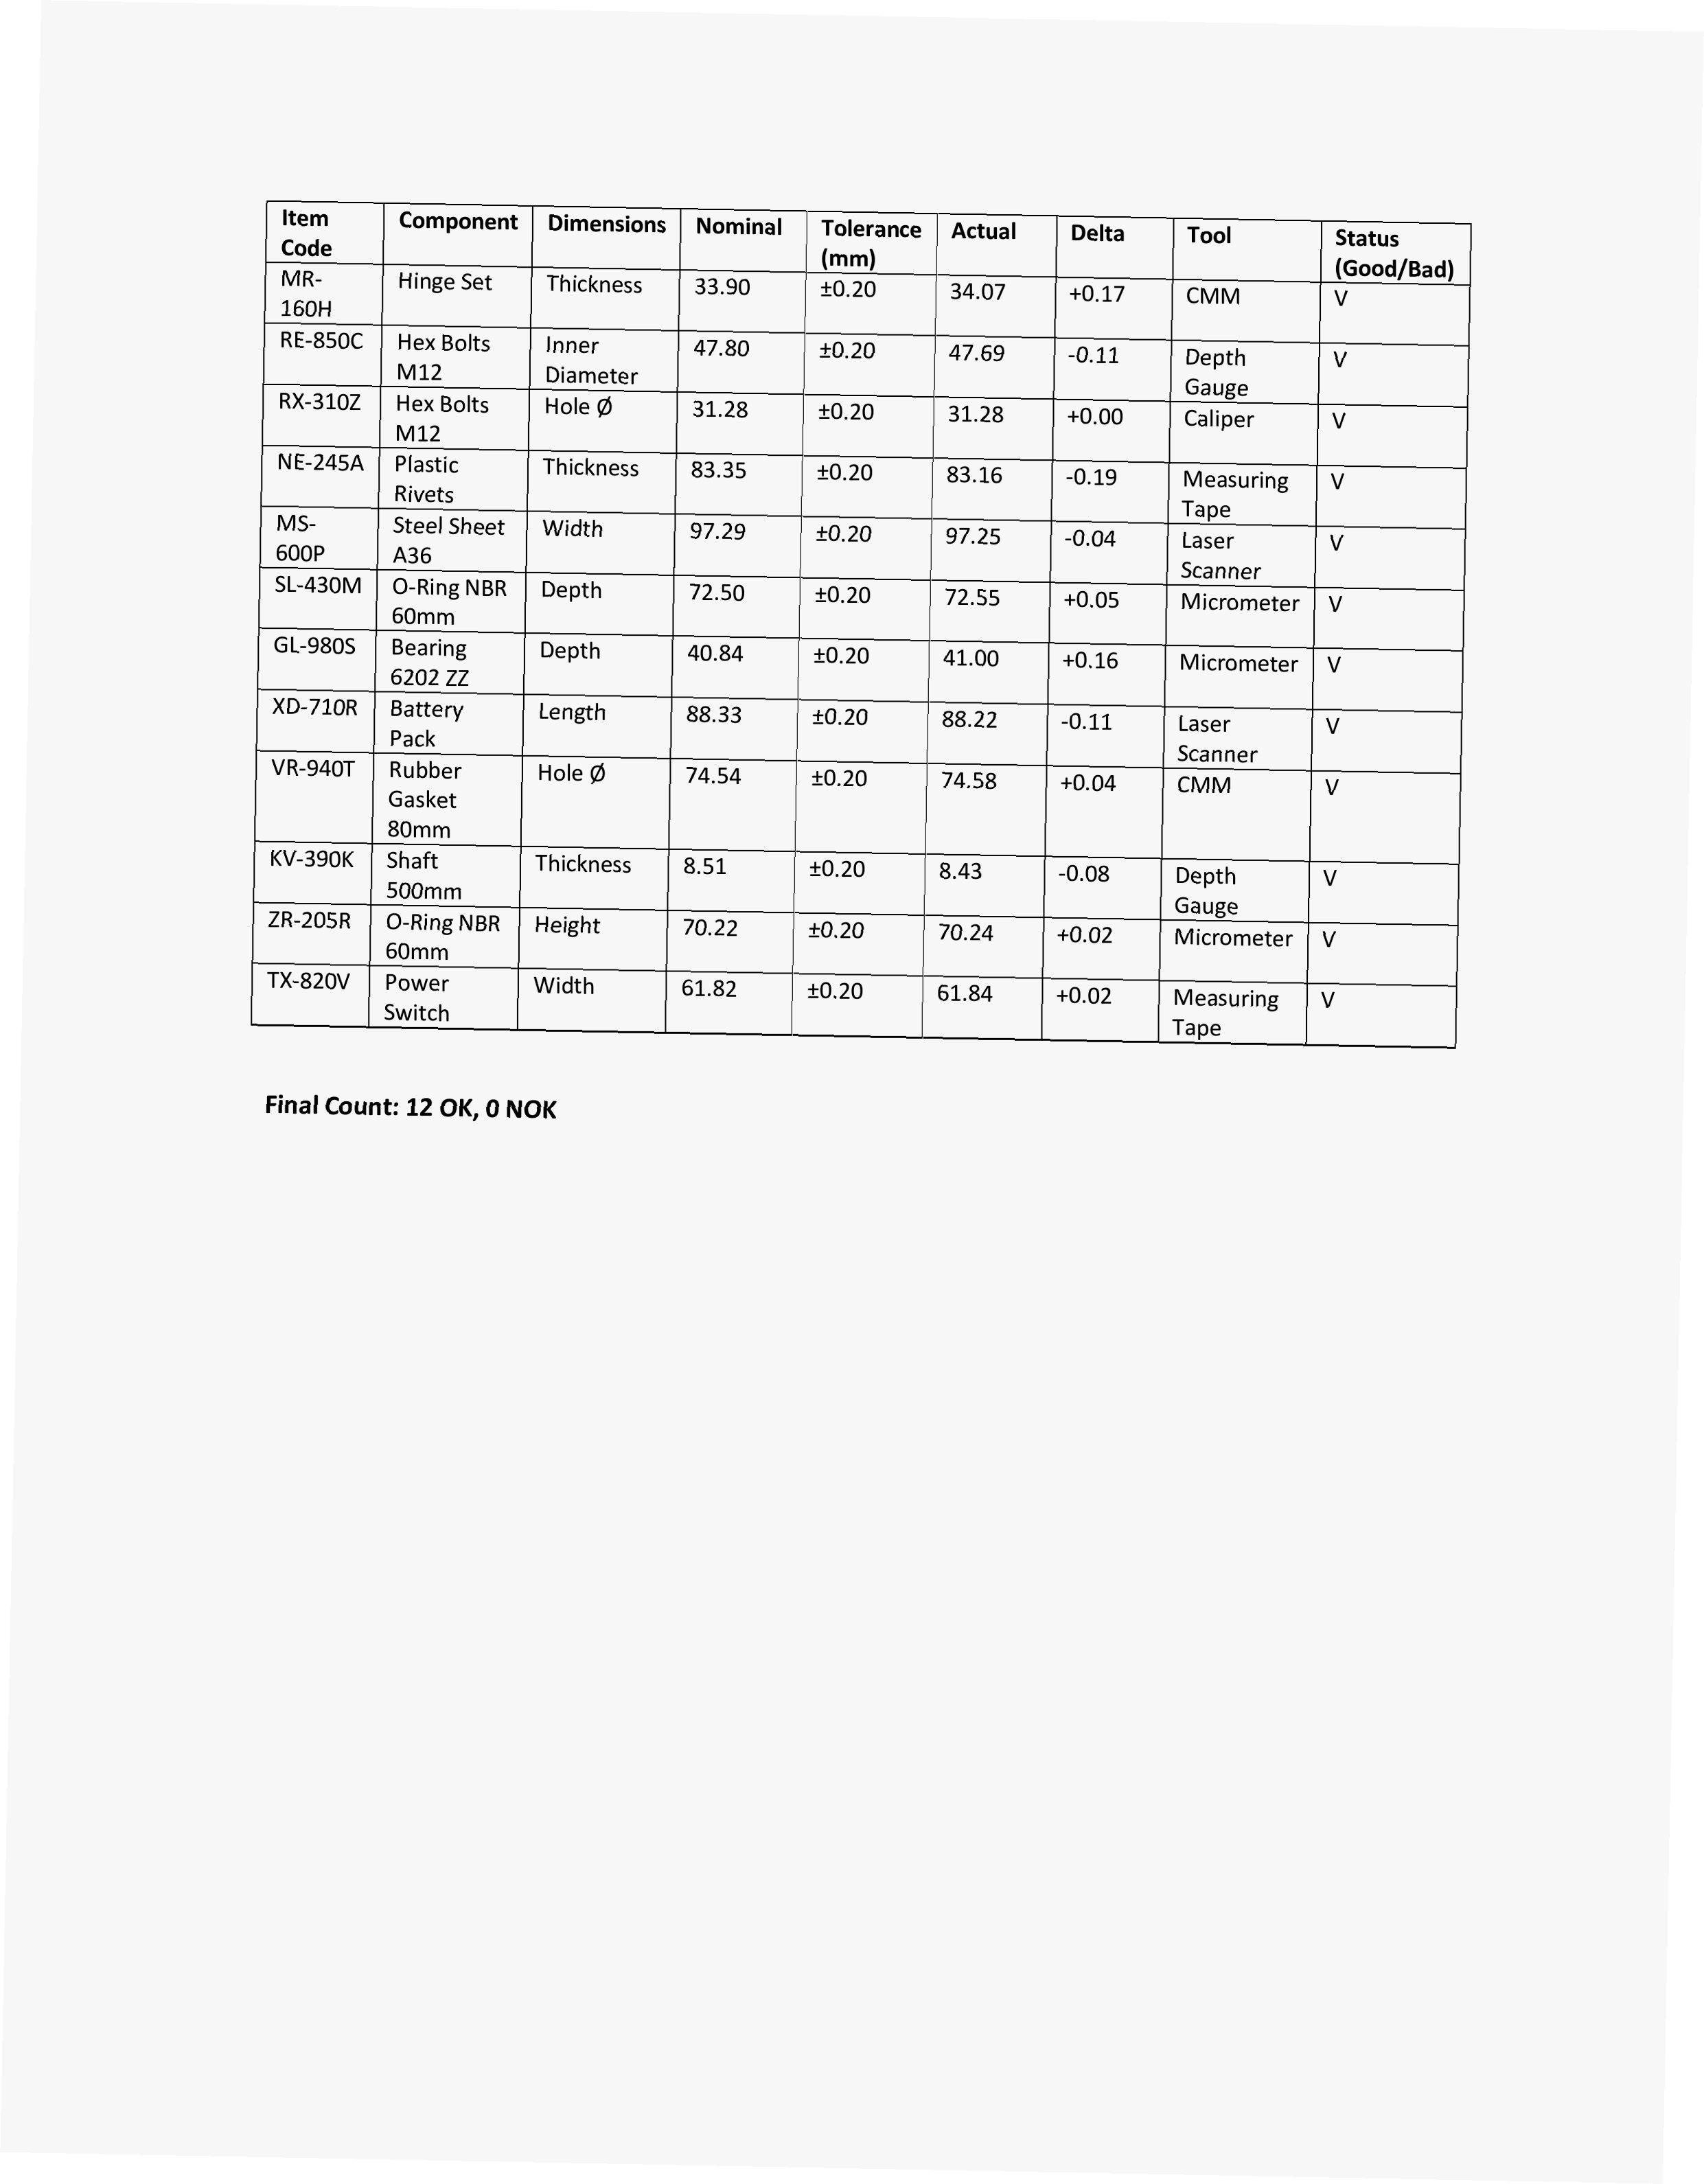 Item Code | Component | Dimensions | Nominal | Tolerance (mm) | Actual | Delta | Tool | Status (Good/Bad)
MR-160H | Hinge Set | Thickness | 33.90 | ±0.20 | 34.07 | +0.17 | CMM | V
RE-850C | Hex Bolts M12 | Inner Diameter | 47.80 | ±0.20 | 47.69 | -0.11 | Depth Gauge | V
RX-310Z | Hex Bolts M12 | Hole Ø | 31.28 | ±0.20 | 31.28 | +0.00 | Caliper | V
NE-245A | Plastic Rivets | Thickness | 83.35 | ±0.20 | 83.16 | -0.19 | Measuring Tape | V
MS-600P | Steel Sheet A36 | Width | 97.29 | ±0.20 | 97.25 | -0.04 | Laser Scanner | V
SL-430M | O-Ring NBR 60mm | Depth | 72.50 | ±0.20 | 72.55 | +0.05 | Micrometer | V
GL-980S | Bearing 6202 ZZ | Depth | 40.84 | ±0.20 | 41.00 | +0.16 | Micrometer | V
XD-710R | Battery Pack | Length | 88.33 | ±0.20 | 88.22 | -0.11 | Laser Scanner | V
VR-940T | Rubber Gasket 80mm | Hole Ø | 74.54 | ±0.20 | 74.58 | +0.04 | CMM | V
KV-390K | Shaft 500mm | Thickness | 8.51 | ±0.20 | 8.43 | -0.08 | Depth Gauge | V
ZR-205R | O-Ring NBR 60mm | Height | 70.22 | ±0.20 | 70.24 | +0.02 | Micrometer | V
TX-820V | Power Switch | Width | 61.82 | ±0.20 | 61.84 | +0.02 | Measuring Tape | V
Final Count: 12 OK, 0 NOK